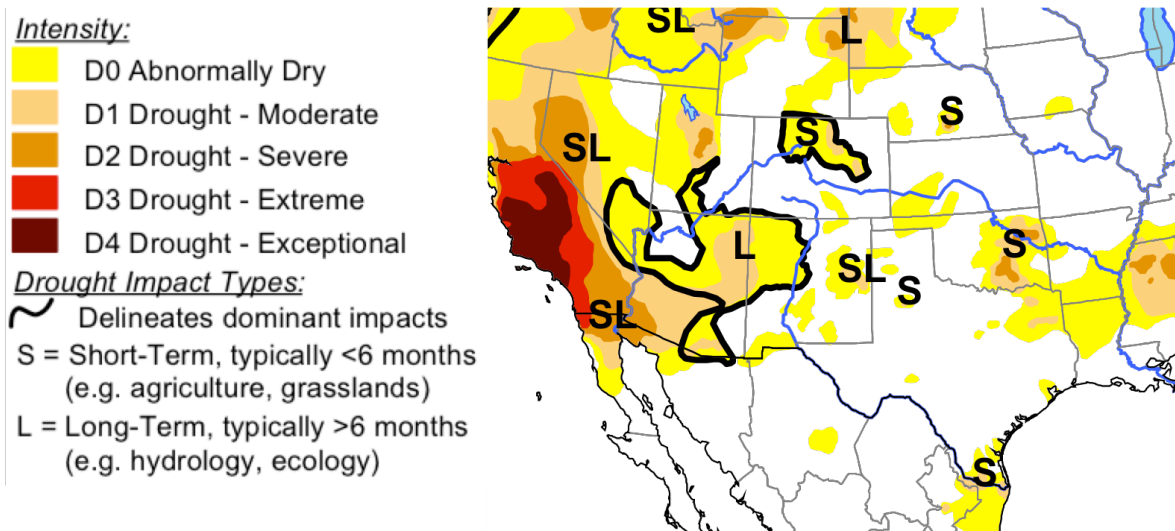 Intensity:
D0 Abnormally Dry
D1 Drought - Moderate
D2 Drought - Severe
D3 Drought - Extreme
D4 Drought - Exceptional
Drought Impact Types:
Delineates dominant impacts
S = Short-Term, typically <6 months
(e.g. agriculture, grasslands)
L = Long-Term, typically >6 months
(e.g. hydrology, ecology)
SL
L
S
S
SL
S
L
SL
S
SL
S